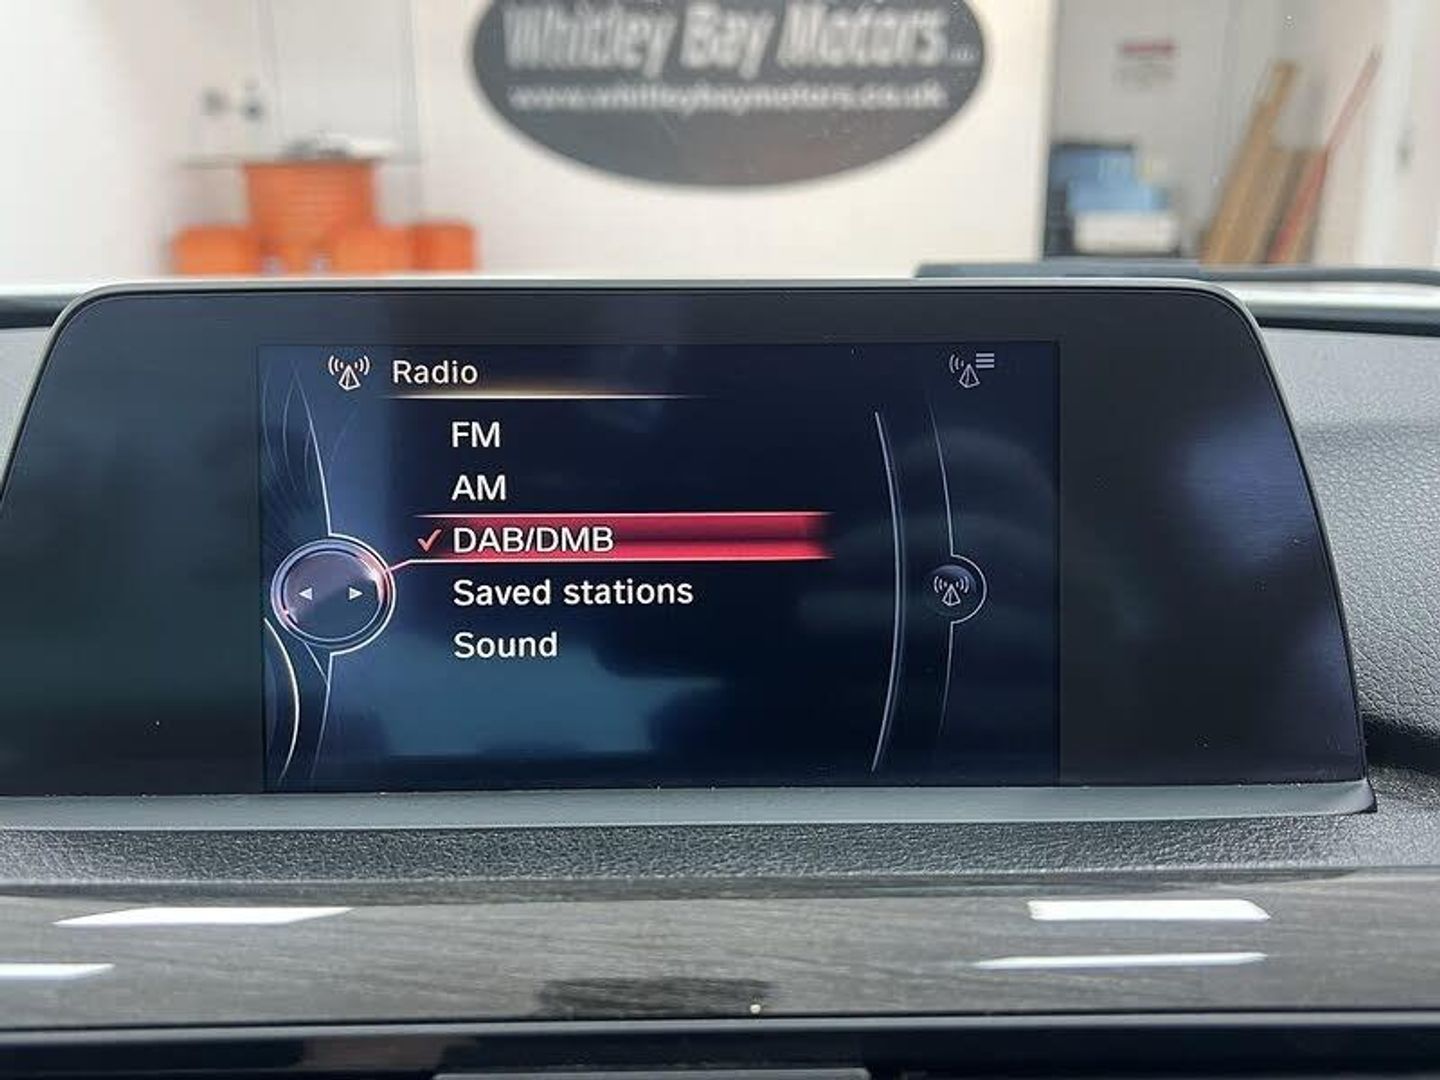 Whitley Bay Motors
www.whitleybaymotors.co.uk
Radio
FM
AM
✓ DAB/DMB
Saved stations
Sound